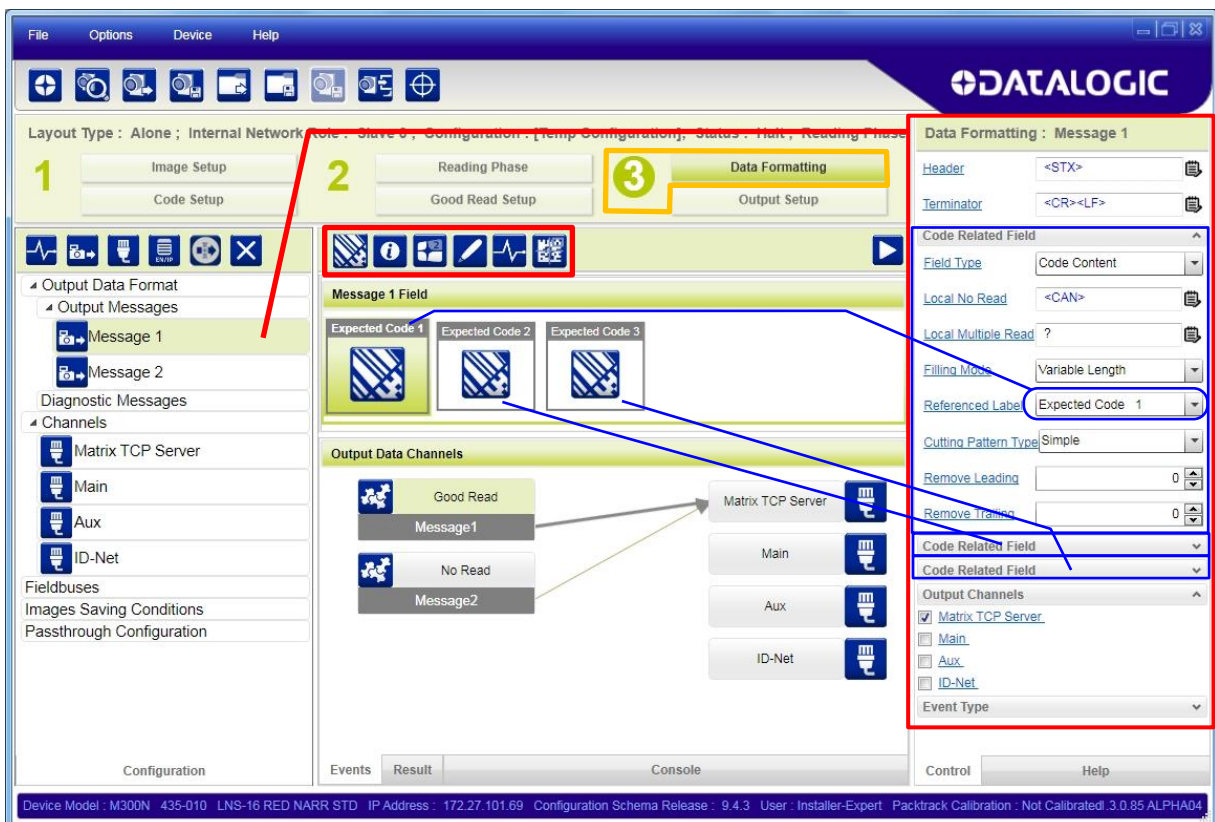 File Options Device Help
DATALOGIC
Layout Type : Alone ; Internal Network Role : Slave 0 ; Configuration : [Temp Configuration]; Status : Halt ; Reading Phase
1
Image Setup
Code Setup
2
Reading Phase
Good Read Setup
3
Data Formatting
Output Setup
EN/TP
Output Data Format
Output Messages
Message 1
Message 2
Diagnostic Messages
Channels
Matrix TCP Server
Main
Aux
ID-Net
Fieldbuses
Images Saving Conditions
Passthrough Configuration
Configuration
Message 1 Field
Expected Code 1 Expected Code 2 Expected Code 3
Output Data Channels
Good Read
Message1
No Read
Message2
Matrix TCP Server
Main
Aux
ID-Net
Events Result Console
Data Formatting : Message 1
Header <STX>
Terminator <CR><LF>
Code Related Field
Field Type Code Content
Local No Read <CAN>
Local Multiple Read ?
Filling Mode Variable Length
Referenced Label Expected Code 1
Cutting Pattern Type Simple
Remove Leading 0
Remove Trailing 0
Code Related Field
Code Related Field
Output Channels
Matrix TCP Server
Main
Aux
ID-Net
Event Type
Control Help
Device Model : M300N 435-010 LNS-16 RED NARR STD IP Address : 172.27.101.69 Configuration Schema Release : 9.4.3 User : Installer-Expert Packtrack Calibration : Not Calibrated .3.0.85 ALPHA04